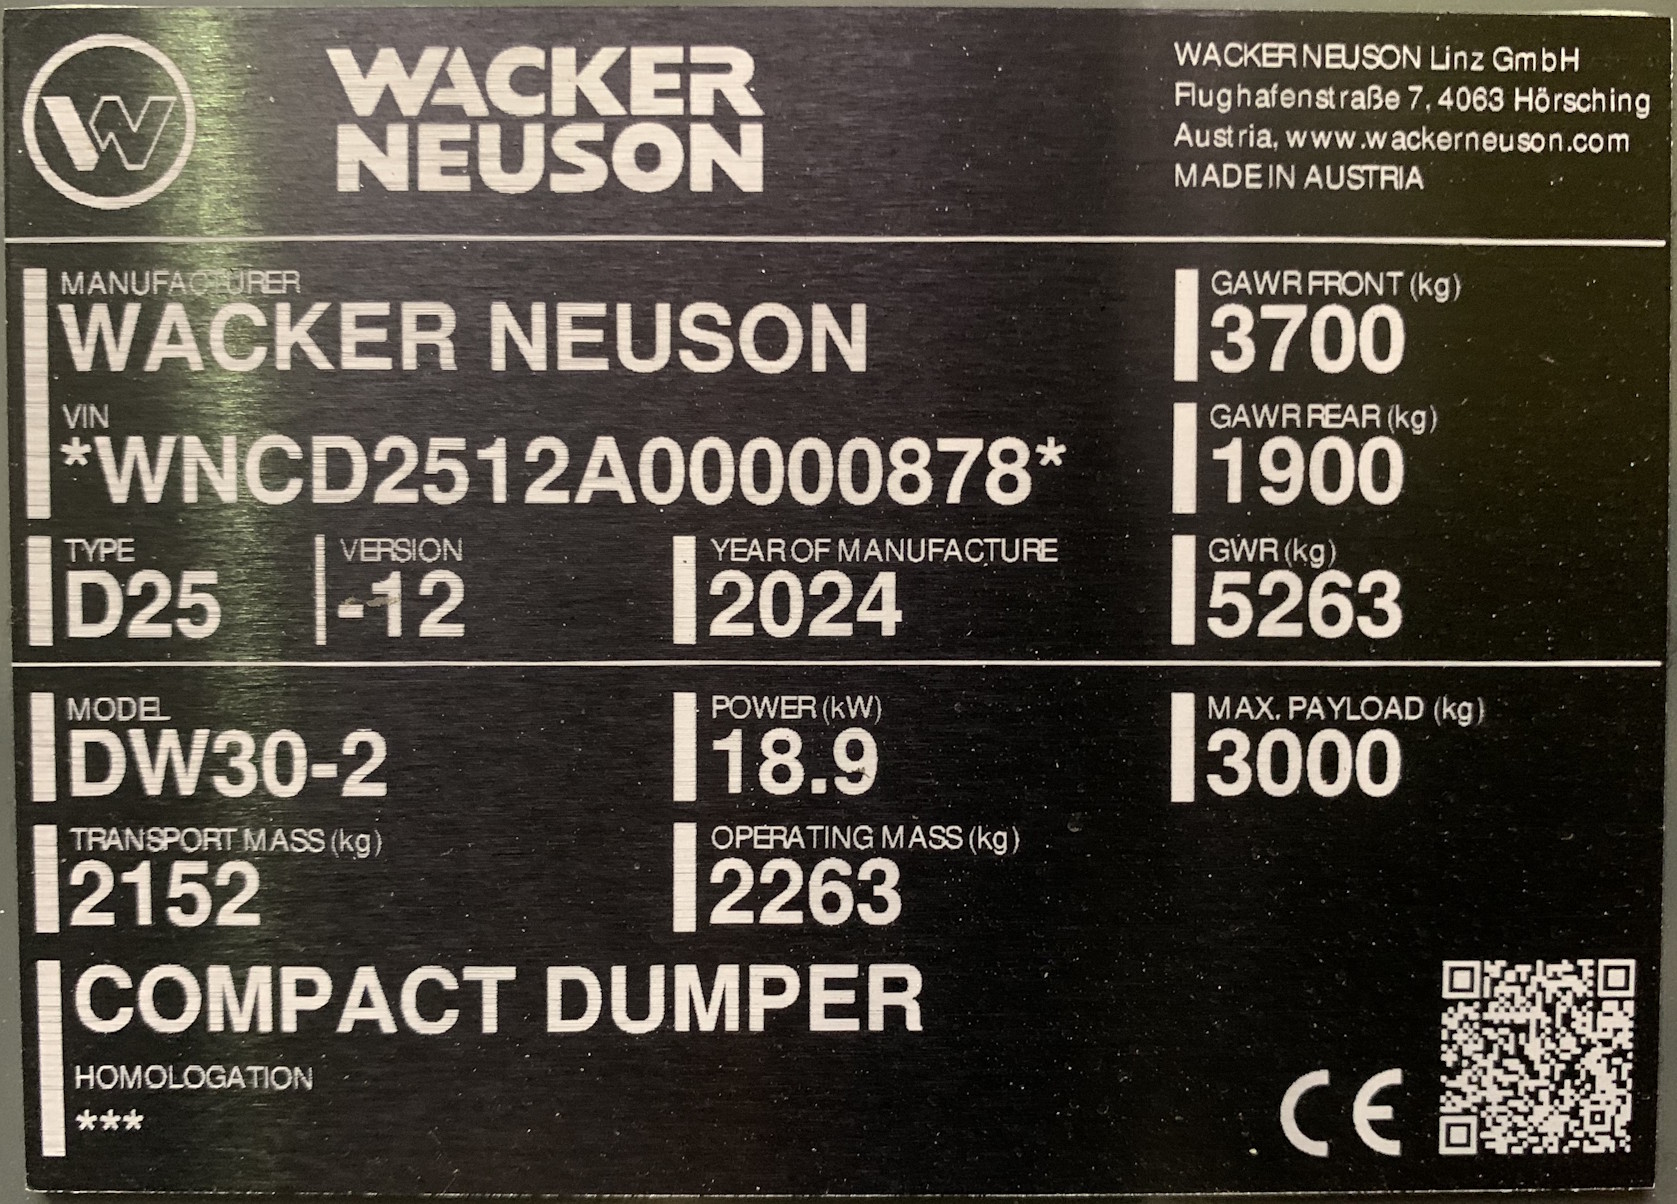 WACKER
NEUSON
WACKER NEUSON Linz GmbH
Flughafenstraße 7, 4063 Hörsching
Austria, www.wackerneuson.com
MADE IN AUSTRIA
MANUFACTURER
WACKER NEUSON
GAWR FRONT (kg)
3700
VIN
*WNCD2512A00000878*
GAWR REAR (kg)
1900
TYPE
D25
VERSION
-12
YEAR OF MANUFACTURE
2024
GWR (kg)
5263
MODEL
DW30-2
POWER (kW)
18.9
MAX. PAYLOAD (kg)
3000
TRANSPORT MASS (kg)
2152
OPERATING MASS (kg)
2263
COMPACT DUMPER
HOMOLOGATION
***
CE